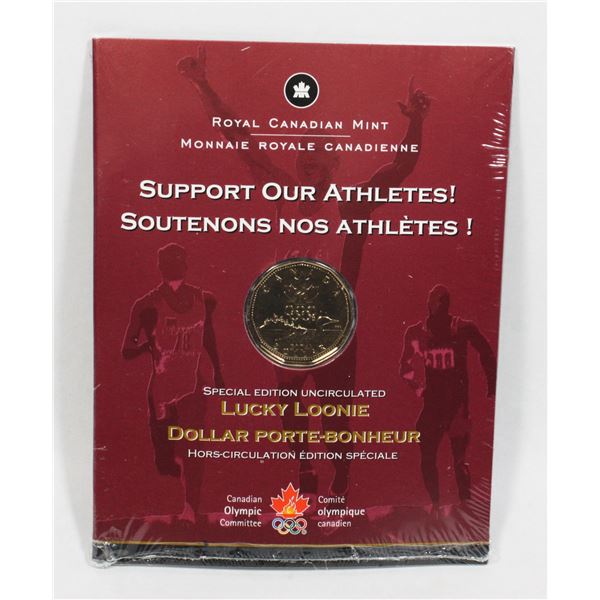 ROYAL CANADIAN MINT
MONNAIE ROYALE CANADIENNE
SUPPORT OUR ATHLETES!
SOUTENONS NOS ATHLÈTES !
CANADA
SPECIAL EDITION UNCIRCULATED
LUCKY LOONIE
DOLLAR PORTE-BONHEUR
HORS-CIRCULATION ÉDITION SPÉCIALE
Canadian Olympic Committee
Comité olympique canadien